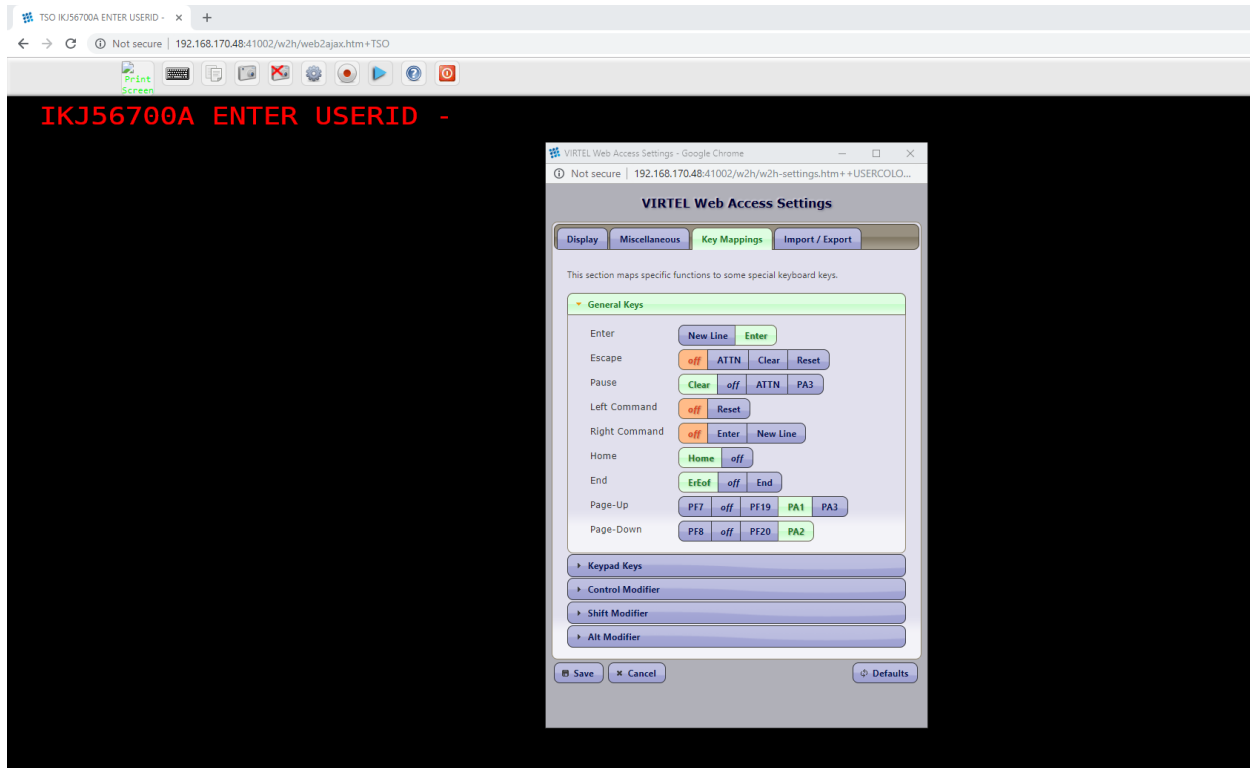 TSO IKJ56700A ENTER USERID -
Not secure | 192.168.170.48:41002/w2h/web2ajax.htm+TSO
Print
Screen
IKJ56700A ENTER USERID -
VIRTEL Web Access Settings - Google Chrome
Not secure | 192.168.170.48:41002/w2h/w2h-settings.htm++USERCOLO...
VIRTEL Web Access Settings
Display Miscellaneous Key Mappings Import / Export
This section maps specific functions to some special keyboard keys.
General Keys
Enter New Line Enter
Escape off ATTN Clear Reset
Pause Clear off ATTN PA3
Left Command off Reset
Right Command off Enter New Line
Home Home off
End ErEof off End
Page-Up PF7 off PF19 PA1 PA3
Page-Down PF8 off PF20 PA2
Keypad Keys
Control Modifier
Shift Modifier
Alt Modifier
Save Cancel Defaults